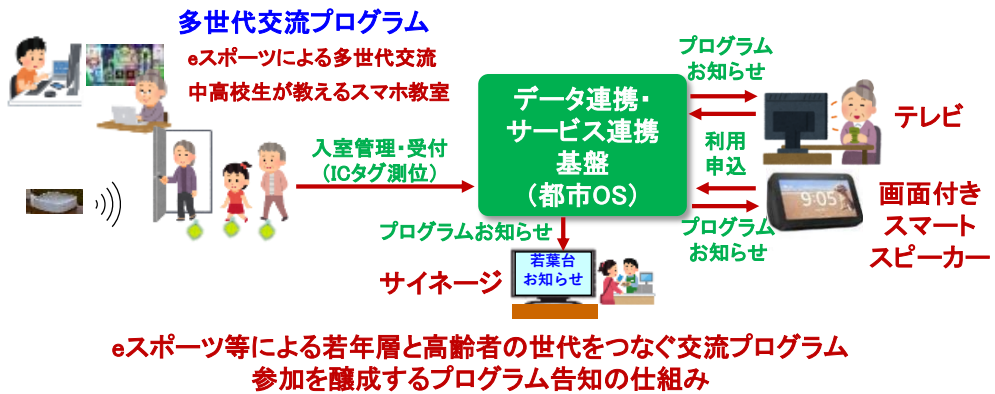 多世代交流プログラム
eスポーツによる多世代交流
中高校生が教えるスマホ教室
入室管理・受付
(ICタグ測位)
データ連携・
サービス連携
基盤
(都市OS)
プログラム
お知らせ
テレビ
利用
申込
9:05
画面付き
スマート
スピーカー
プログラム
お知らせ
プログラムお知らせ
サイネージ
若葉台
お知らせ
eスポーツ等による若年層と高齢者の世代をつなぐ交流プログラム
参加を醸成するプログラム告知の仕組み